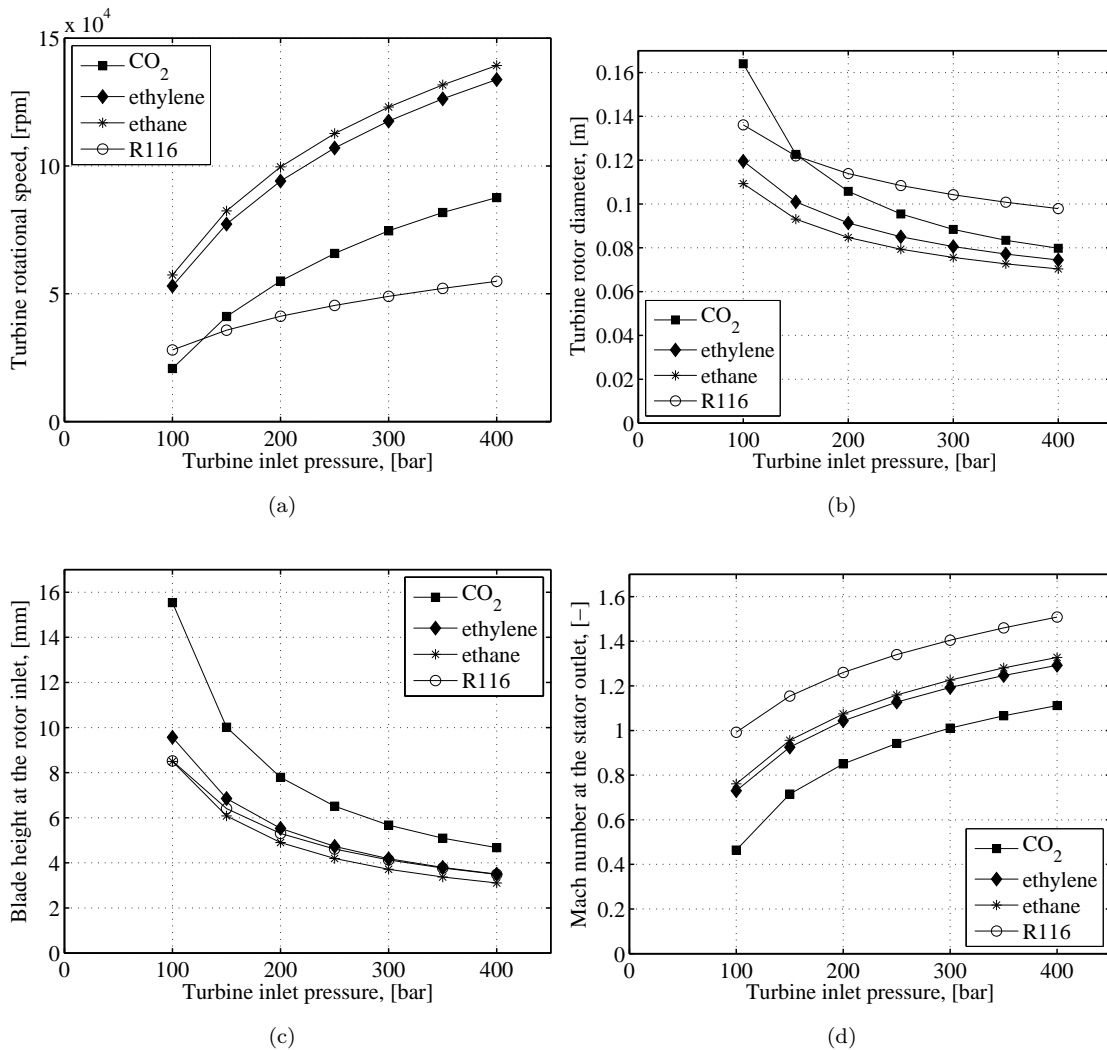 x 10⁴
15
10
5
0
Turbine rotational speed, [rpm]
CO₂
ethylene
ethane
R116
0 100 200 300 400
Turbine inlet pressure, [bar]
(a)
0.16
0.14
0.12
0.1
0.08
0.06
0.04
0.02
0
Turbine rotor diameter, [m]
CO₂
ethylene
ethane
R116
0 100 200 300 400
Turbine inlet pressure, [bar]
(b)
16
14
12
10
8
6
4
2
0
Blade height at the rotor inlet, [mm]
CO₂
ethylene
ethane
R116
0 100 200 300 400
Turbine inlet pressure, [bar]
(c)
1.6
1.4
1.2
1
0.8
0.6
0.4
0.2
0
Mach number at the stator outlet, [−]
CO₂
ethylene
ethane
R116
0 100 200 300 400
Turbine inlet pressure, [bar]
(d)